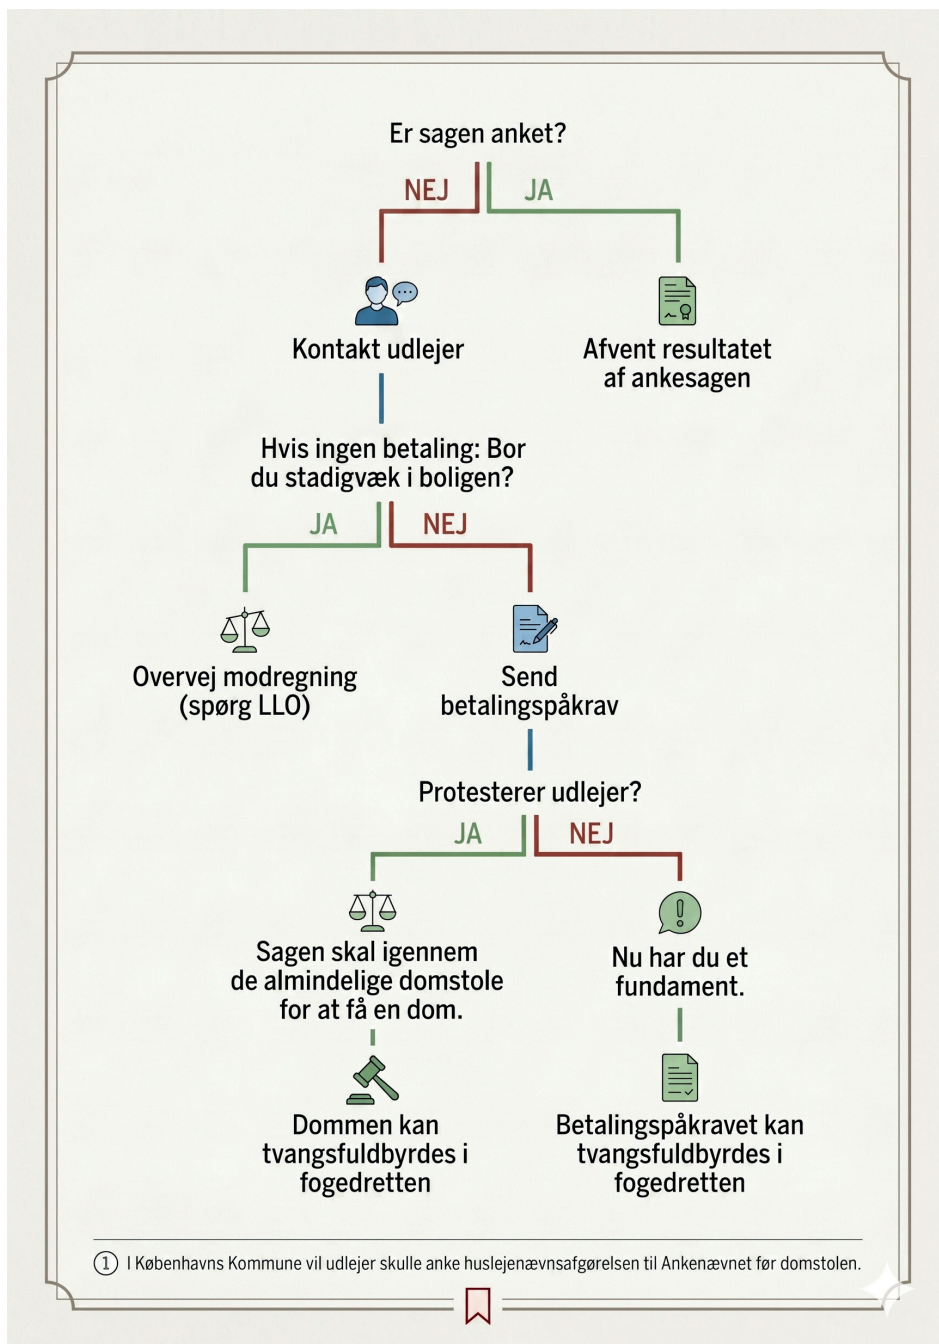 Er sagen anket?
NEJ
JA
Kontakt udlejer
Afvent resultatet
af ankesagen
Hvis ingen betaling: Bor
du stadigvæk i boligen?
JA
NEJ
Overvej modregning
(spørg LLO)
Send
betalingspåkrav
Protesterer udlejer?
JA
NEJ
Sagen skal igennem
de almindelige domstole
for at få en dom.
Nu har du et
fundament.
Dommen kan
tvangsfuldbyrdes i
fogedretten
Betalingspåkravet kan
tvangsfuldbyrdes i
fogedretten
1 I Københavns Kommune vil udlejer skulle anke huslejenævnsafgørelsen til Ankenævnet før domstolen.